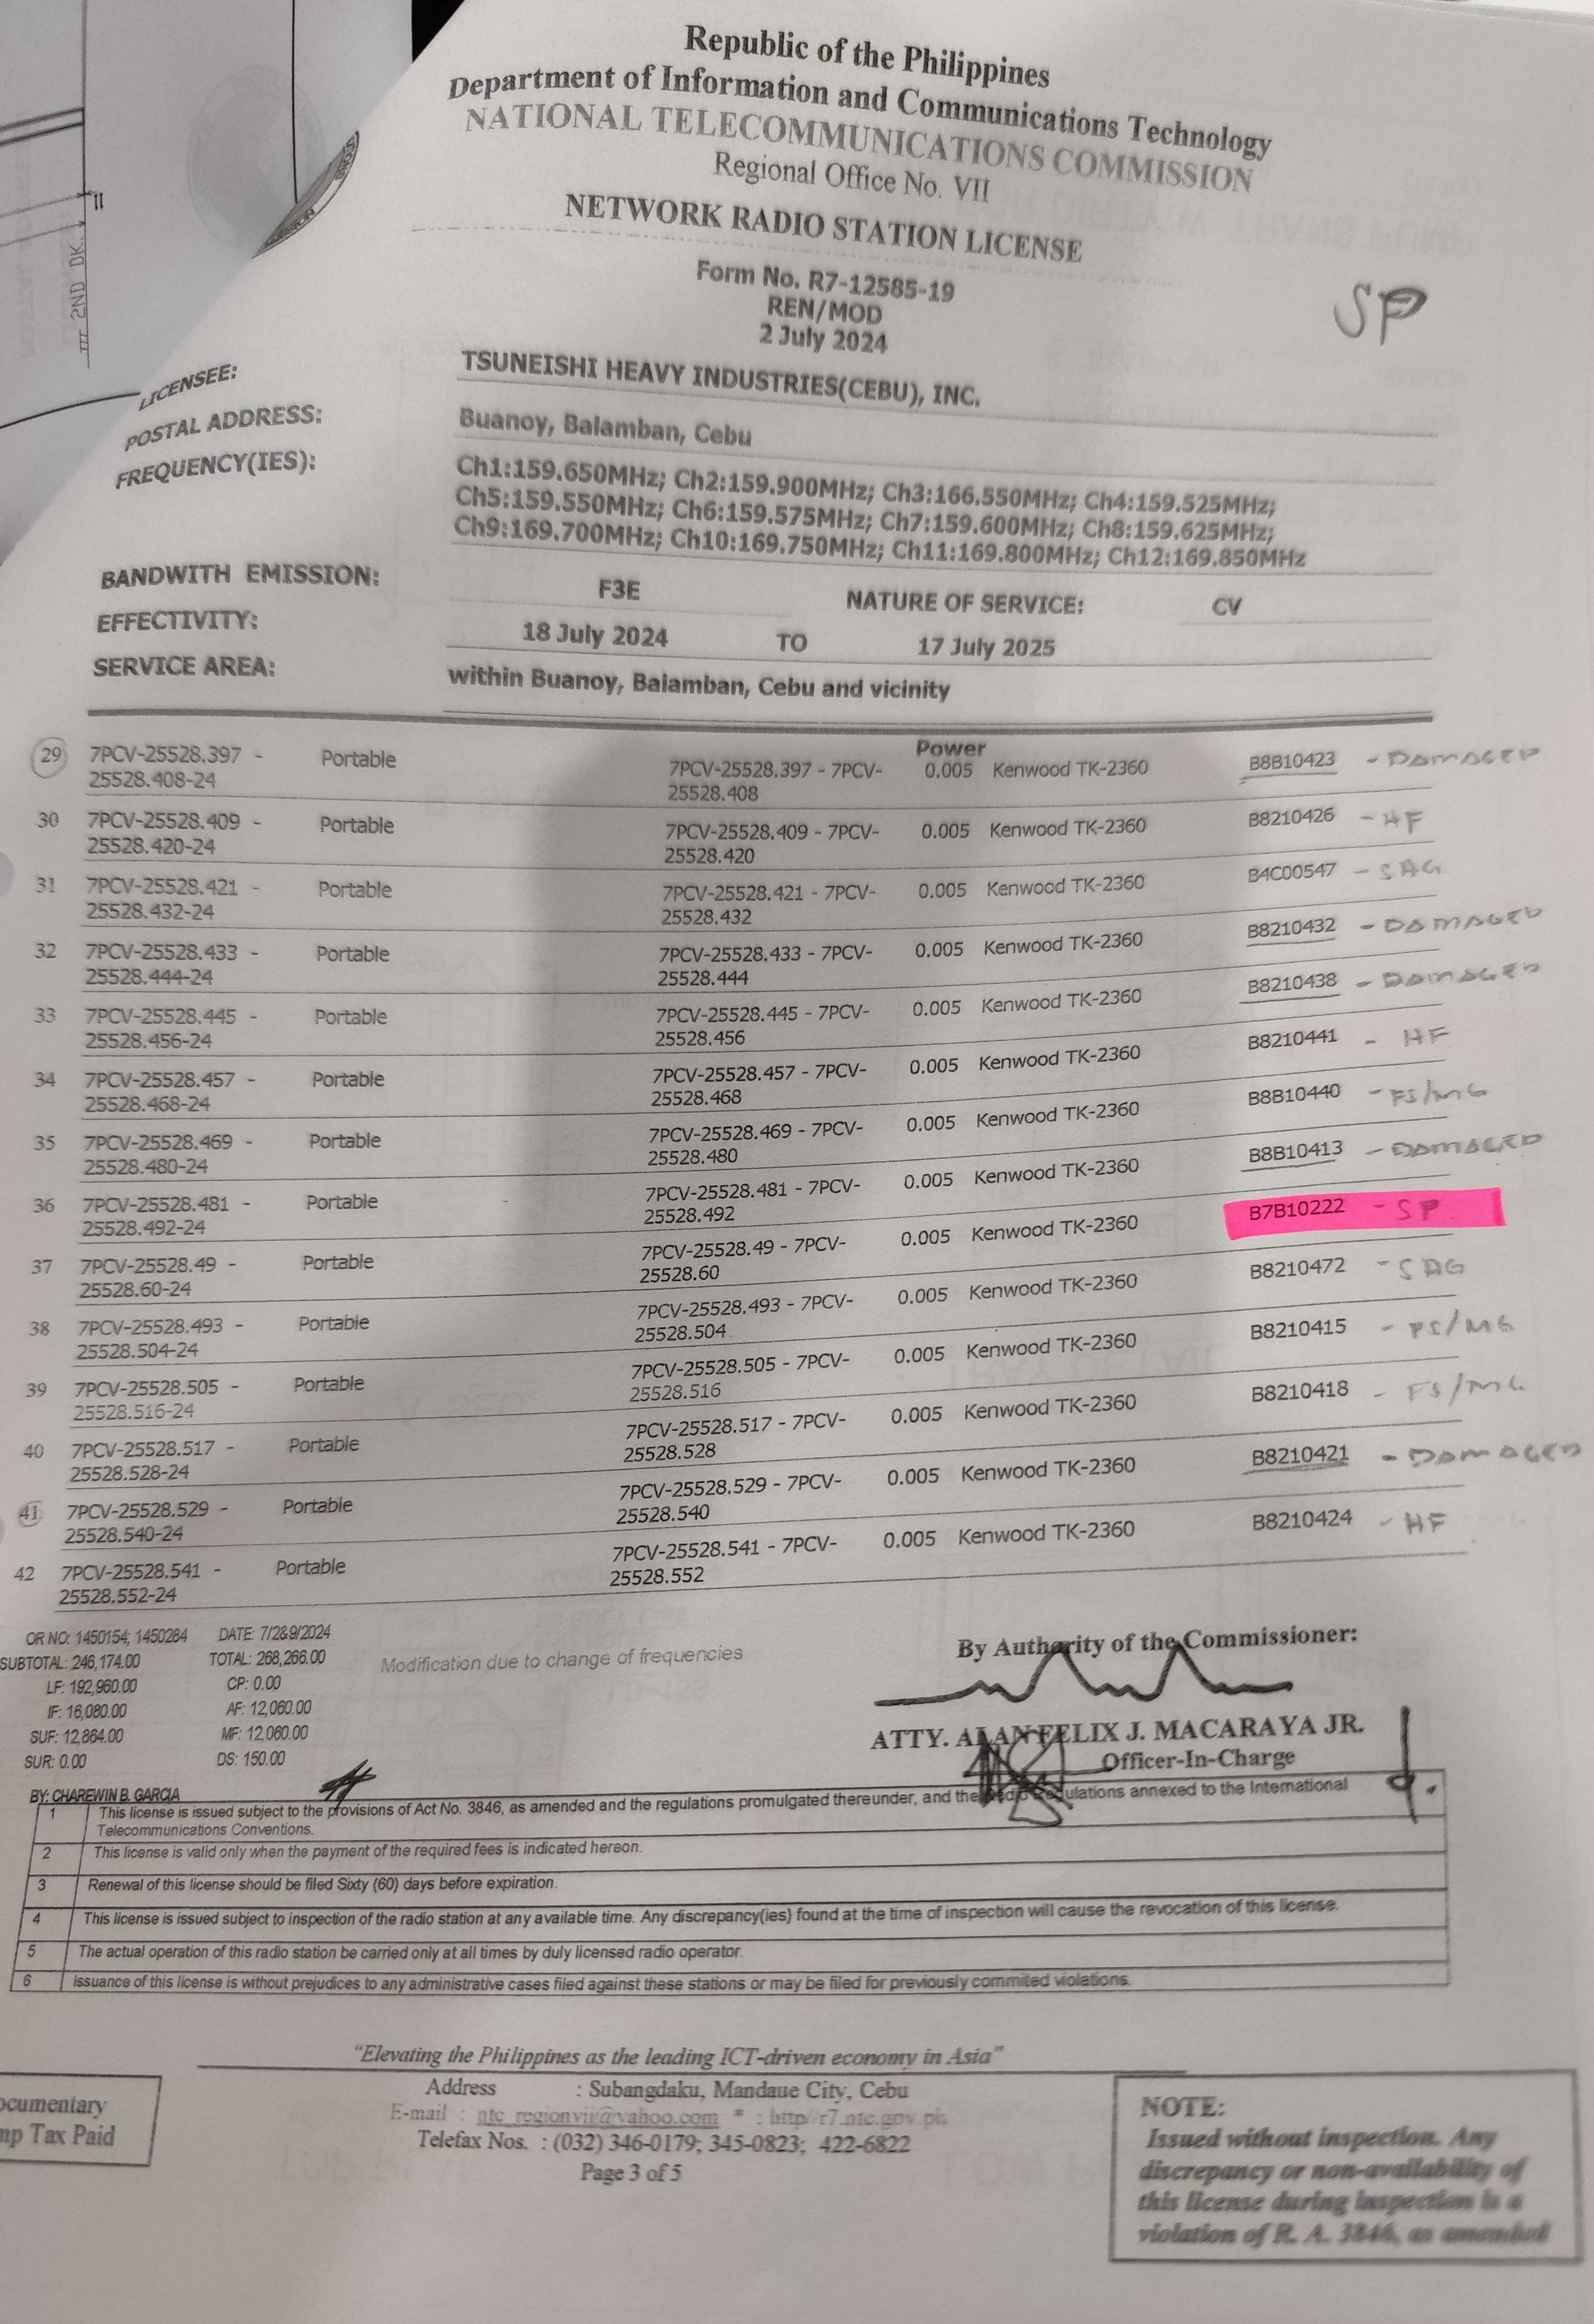 2ND DK.
Republic of the Philippines
Department of Information and Communications Technology
NATIONAL TELECOMMUNICATIONS COMMISSION
Regional Office No. VII
NETWORK RADIO STATION LICENSE
Form No. R7-12585-19
REN/MOD
2 July 2024
SP
LICENSEE: TSUNEISHI HEAVY INDUSTRIES(CEBU), INC.
POSTAL ADDRESS: Buanoy, Balamban, Cebu
FREQUENCY(IES): Ch1:159.650MHz; Ch2:159.900MHz; Ch3:166.550MHz; Ch4:159.525MHz;
Ch5:159.550MHz; Ch6:159.575MHz; Ch7:159.600MHz; Ch8:159.625MHz;
Ch9:169.700MHz; Ch10:169.750MHz; Ch11:169.800MHz; Ch12:169.850MHz
BANDWITH EMISSION: F3E NATURE OF SERVICE: CV
EFFECTIVITY: 18 July 2024 TO 17 July 2025
SERVICE AREA: within Buanoy, Balamban, Cebu and vicinity
Power
29 7PCV-25528.397 - Portable 7PCV-25528.397 - 7PCV- 0.005 Kenwood TK-2360 B8B10423 - DAMAGED
25528.408-24 25528.408
30 7PCV-25528.409 - Portable 7PCV-25528.409 - 7PCV- 0.005 Kenwood TK-2360 B8210426 - HF
25528.420-24 25528.420
31 7PCV-25528.421 - Portable 7PCV-25528.421 - 7PCV- 0.005 Kenwood TK-2360 B4C00547 - SAG
25528.432-24 25528.432
32 7PCV-25528.433 - Portable 7PCV-25528.433 - 7PCV- 0.005 Kenwood TK-2360 B8210432 - DAMAGED
25528.444-24 25528.444
33 7PCV-25528.445 - Portable 7PCV-25528.445 - 7PCV- 0.005 Kenwood TK-2360 B8210438 - DAMAGED
25528.456-24 25528.456
34 7PCV-25528.457 - Portable 7PCV-25528.457 - 7PCV- 0.005 Kenwood TK-2360 B8210441 - HF
25528.468-24 25528.468
35 7PCV-25528.469 - Portable 7PCV-25528.469 - 7PCV- 0.005 Kenwood TK-2360 B8B10440 - FS/MG
25528.480-24 25528.480
36 7PCV-25528.481 - Portable 7PCV-25528.481 - 7PCV- 0.005 Kenwood TK-2360 B8B10413 - DAMAGED
25528.492-24 25528.492
37 7PCV-25528.49 - Portable 7PCV-25528.49 - 7PCV- 0.005 Kenwood TK-2360 B7B10222 - SP
25528.60-24 25528.60
38 7PCV-25528.493 - Portable 7PCV-25528.493 - 7PCV- 0.005 Kenwood TK-2360 B8210472 - SAG
25528.504-24 25528.504
39 7PCV-25528.505 - Portable 7PCV-25528.505 - 7PCV- 0.005 Kenwood TK-2360 B8210415 - FS/MG
25528.516-24 25528.516
40 7PCV-25528.517 - Portable 7PCV-25528.517 - 7PCV- 0.005 Kenwood TK-2360 B8210418 - FS/MG
25528.528-24 25528.528
41 7PCV-25528.529 - Portable 7PCV-25528.529 - 7PCV- 0.005 Kenwood TK-2360 B8210421 - DAMAGED
25528.540-24 25528.540
42 7PCV-25528.541 - Portable 7PCV-25528.541 - 7PCV- 0.005 Kenwood TK-2360 B8210424 - HF
25528.552-24 25528.552
OR NO: 1450154; 1450284 DATE: 7/2&9/2024
SUBTOTAL: 246,174.00 TOTAL: 268,266.00
LF: 192,960.00 CP: 0.00
IF: 16,080.00 AF: 12,060.00
SUF: 12,864.00 MF: 12,060.00
SUR: 0.00 DS: 150.00
Modification due to change of frequencies
By Authority of the Commissioner:
ATTY. ALAN FELIX J. MACARAYA JR.
Officer-In-Charge
BY: CHAREWIN B. GARCIA
1 This license is issued subject to the provisions of Act No. 3846, as amended and the regulations promulgated thereunder, and the Radio Regulations annexed to the International
Telecommunications Conventions.
2 This license is valid only when the payment of the required fees is indicated hereon.
3 Renewal of this license should be filed Sixty (60) days before expiration.
4 This license is issued subject to inspection of the radio station at any available time. Any discrepancy(ies) found at the time of inspection will cause the revocation of this license.
5 The actual operation of this radio station be carried only at all times by duly licensed radio operator.
6 Issuance of this license is without prejudices to any administrative cases filed against these stations or may be filed for previously commited violations.
"Elevating the Philippines as the leading ICT-driven economy in Asia"
Address : Subangdaku, Mandaue City, Cebu
E-mail : ntc_regionvii@yahoo.com * : http//r7.ntc.gov.ph
Telefax Nos. : (032) 346-0179; 345-0823; 422-6822
Page 3 of 5
ocumentary
mp Tax Paid
NOTE:
Issued without inspection. Any
discrepancy or non-availability of
this license during inspection is a
violation of R. A. 3846, as amended